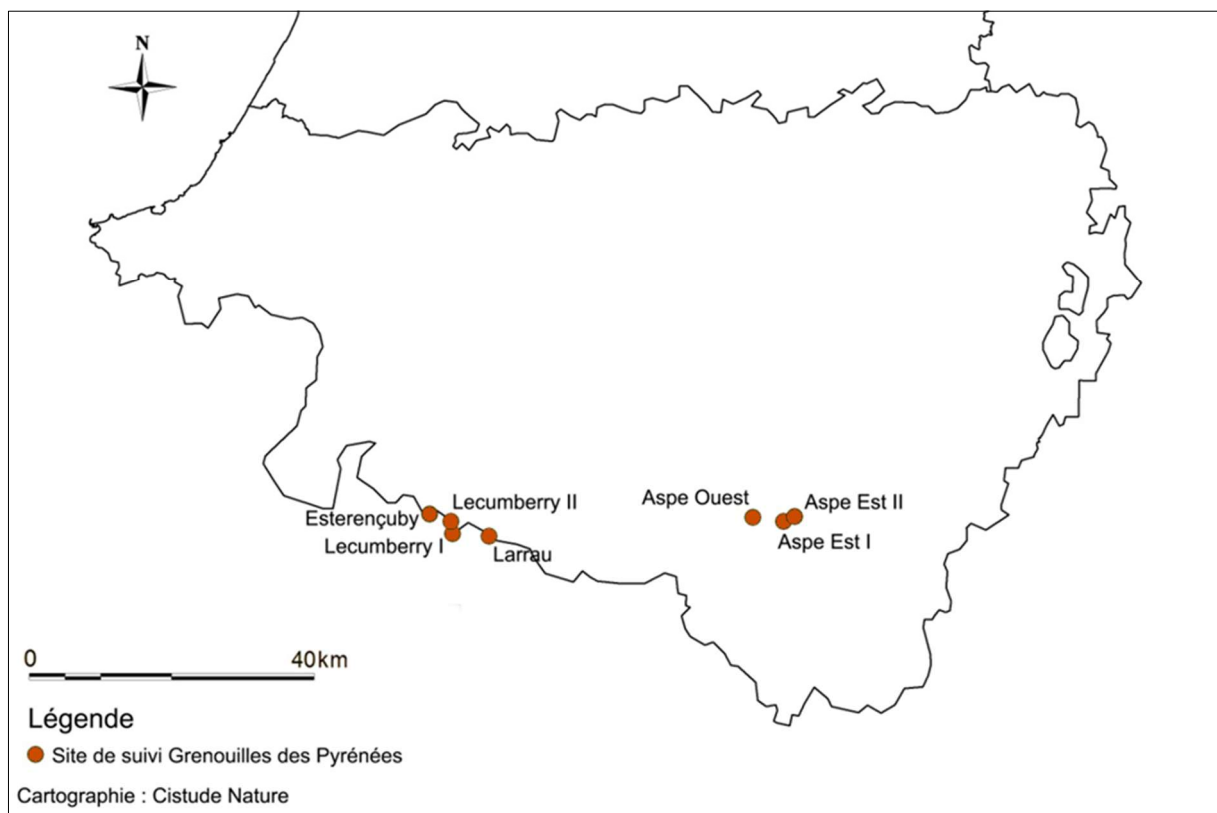 N
Aspe Ouest
Aspe Est II
Lecumberry II
Esterençuby
Lecumberry I
Larrau
Aspe Est I
0 40km
Légende
Site de suivi Grenouilles des Pyrénées
Cartographie : Cistude Nature